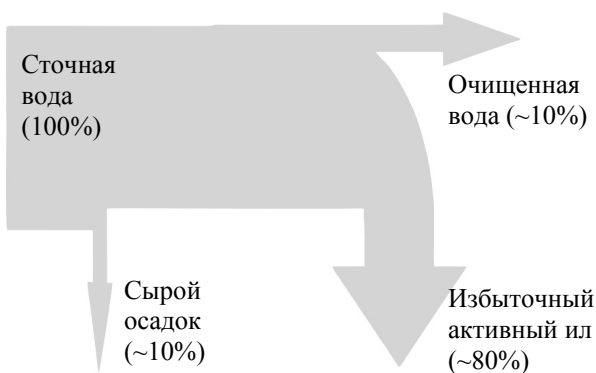 Сточная
вода
(100%)
Очищенная
вода (~10%)
Сырой
осадок
(~10%)
Избыточный
активный ил
(~80%)